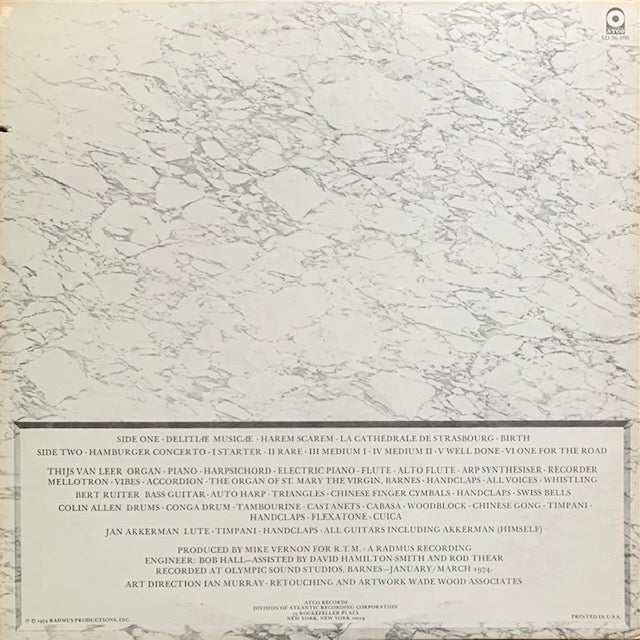 ATCO
SD 36-100
SIDE ONE · DELITIÆ MUSICÆ · HAREM SCAREM · LA CATHEDRALE DE STRASBOURG · BIRTH
SIDE TWO · HAMBURGER CONCERTO · I STARTER · II RARE · III MEDIUM I · IV MEDIUM II · V WELL DONE · VI ONE FOR THE ROAD
THIJS VAN LEER ORGAN · PIANO · HARPSICHORD · ELECTRIC PIANO · FLUTE · ALTO FLUTE · ARP SYNTHESISER · RECORDER
MELLOTRON · VIBES · ACCORDION · THE ORGAN OF ST. MARY THE VIRGIN, BARNES · HANDCLAPS · ALL VOICES · WHISTLING
BERT RUITER BASS GUITAR · AUTO HARP · TRIANGLES · CHINESE FINGER CYMBALS · HANDCLAPS · SWISS BELLS
COLIN ALLEN DRUMS · CONGA DRUM · TAMBOURINE · CASTANETS · CABASA · WOODBLOCK · CHINESE GONG · TIMPANI ·
HANDCLAPS · FLEXATONE · CUICA
JAN AKKERMAN LUTE · TIMPANI · HANDCLAPS · ALL GUITARS INCLUDING AKKERMAN (HIMSELF)
PRODUCED BY MIKE VERNON FOR R.T.M. · A RADMUS RECORDING
ENGINEER: BOB HALL—ASSISTED BY DAVID HAMILTON-SMITH AND ROD THEAR
RECORDED AT OLYMPIC SOUND STUDIOS, BARNES—JANUARY/MARCH 1974.
ART DIRECTION IAN MURRAY · RETOUCHING AND ARTWORK WADE WOOD ASSOCIATES
ATCO RECORDS
DIVISION OF ATLANTIC RECORDING CORPORATION
75 ROCKEFELLER PLAZA
NEW YORK, NEW YORK 10019
℗ © 1974 RADMUS PRODUCTIONS, INC.
PRINTED IN U.S.A.